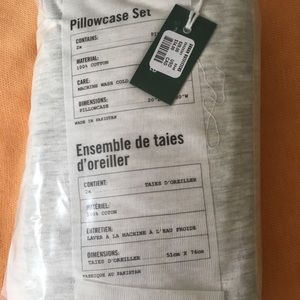 Pillowcase Set
CONTAINS:
2x
MATERIAL:
100% COTTON
CARE:
MACHINE WASH COLD
DIMENSIONS:
PILLOWCASE
MADE IN PAKISTAN
Ensemble de taies
d'oreiller
CONTIENT:
2x TAIES D'OREILLER
MATÉRIEL:
100% COTON
ENTRETIEN:
LAVER À LA MACHINE À L'EAU FROIDE
DIMENSIONS:
TAIES D'OREILLER 51cm X 76cm
FABRIQUÉ AU PAKISTAN